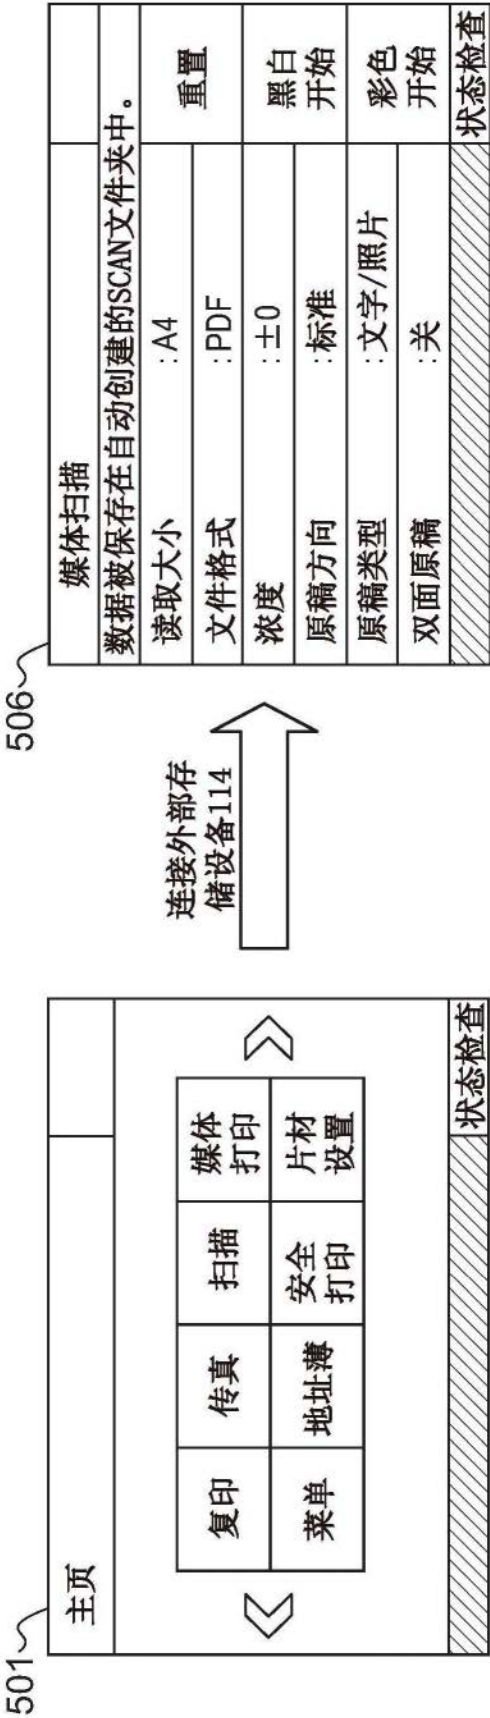 501
主页
复印
传真
扫描
媒体
打印
菜单
地址薄
安全
打印
片材
设置
状态检查
连接外部存
储设备114
506
媒体扫描
数据被保存在自动创建的SCAN文件夹中。
读取大小 :A4
文件格式 :PDF
浓度 :±0
原稿方向 :标准
原稿类型 :文字/照片
双面原稿 :关
重置
黑白
开始
彩色
开始
状态检查